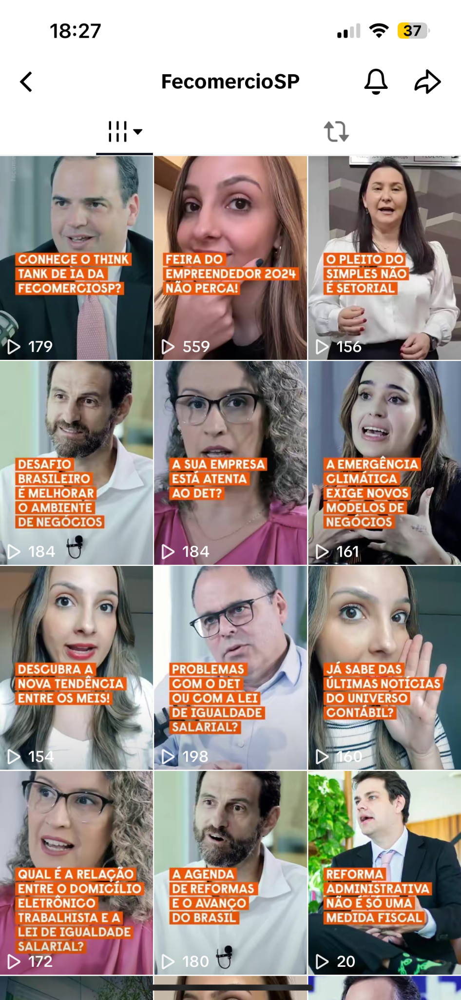 18:27
37
FecomercioSP
CONHECE O THINK
TANK DE IA DA
FECOMERCIOSP?
179
FEIRA DO
EMPREENDEDOR 2024
NÃO PERCA!
559
O PLEITO DO
SIMPLES NÃO
É SETORIAL
156
DESAFIO
BRASILEIRO
É MELHORAR
O AMBIENTE
DE NEGÓCIOS
184
A SUA EMPRESA
ESTÁ ATENTA
AO DET?
184
A EMERGÊNCIA
CLIMÁTICA
EXIGE NOVOS
MODELOS DE
NEGÓCIOS
161
DESCUBRA A
NOVA TENDÊNCIA
ENTRE OS MEIS!
154
PROBLEMAS
COM O DET
OU COM A LEI
DE IGUALDADE
SALARIAL?
198
JÁ SABE DAS
ÚLTIMAS NOTÍCIAS
DO UNIVERSO
CONTÁBIL?
160
QUAL É A RELAÇÃO
ENTRE O DOMICÍLIO
ELETRÔNICO
TRABALHISTA E A
LEI DE IGUALDADE
SALARIAL?
172
A AGENDA
DE REFORMAS
E O AVANÇO
DO BRASIL
180
REFORMA
ADMINISTRATIVA
NÃO É SÓ UMA
MEDIDA FISCAL
20